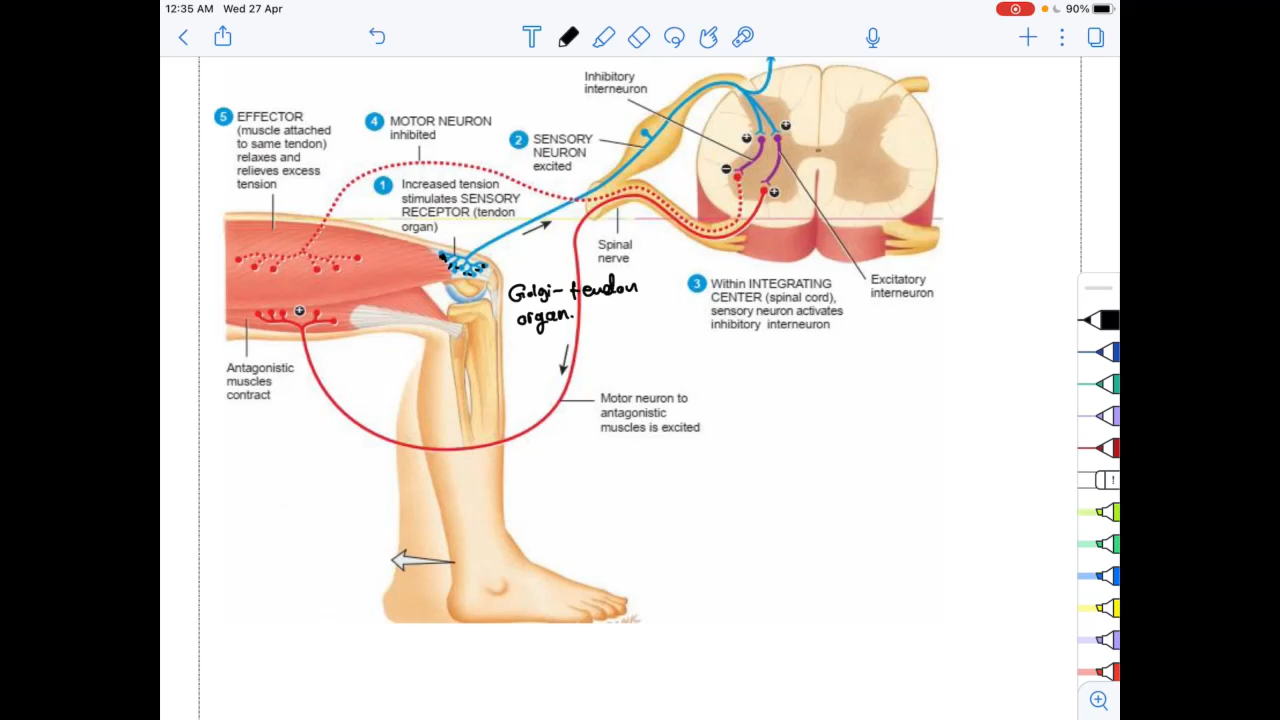 12:35 AM Wed 27 Apr
90%
Inhibitory
interneuron
5 EFFECTOR
(muscle attached
to same tendon)
relaxes and
relieves excess
tension
4 MOTOR NEURON
inhibited
2 SENSORY
NEURON
excited
1 Increased tension
stimulates SENSORY
RECEPTOR (tendon
organ)
Spinal
nerve
Golgi-tendon
organ.
3 Within INTEGRATING
CENTER (spinal cord),
sensory neuron activates
inhibitory interneuron
Excitatory
interneuron
Antagonistic
muscles
contract
Motor neuron to
antagonistic
muscles is excited